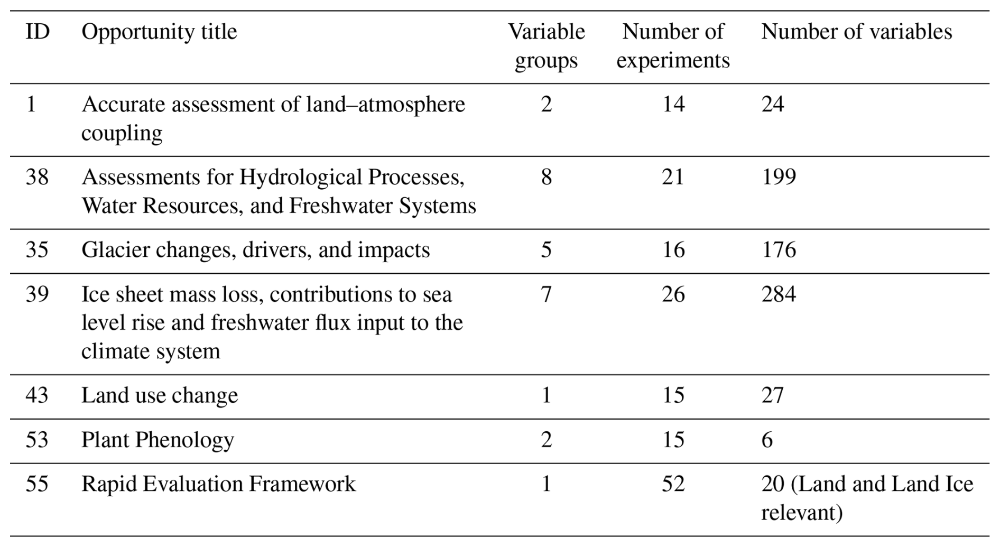 ID Opportunity title Variable groups Number of experiments Number of variables
1 Accurate assessment of land–atmosphere coupling 2 14 24
38 Assessments for Hydrological Processes, Water Resources, and Freshwater Systems 8 21 199
35 Glacier changes, drivers, and impacts 5 16 176
39 Ice sheet mass loss, contributions to sea level rise and freshwater flux input to the climate system 7 26 284
43 Land use change 1 15 27
53 Plant Phenology 2 15 6
55 Rapid Evaluation Framework 1 52 20 (Land and Land Ice relevant)